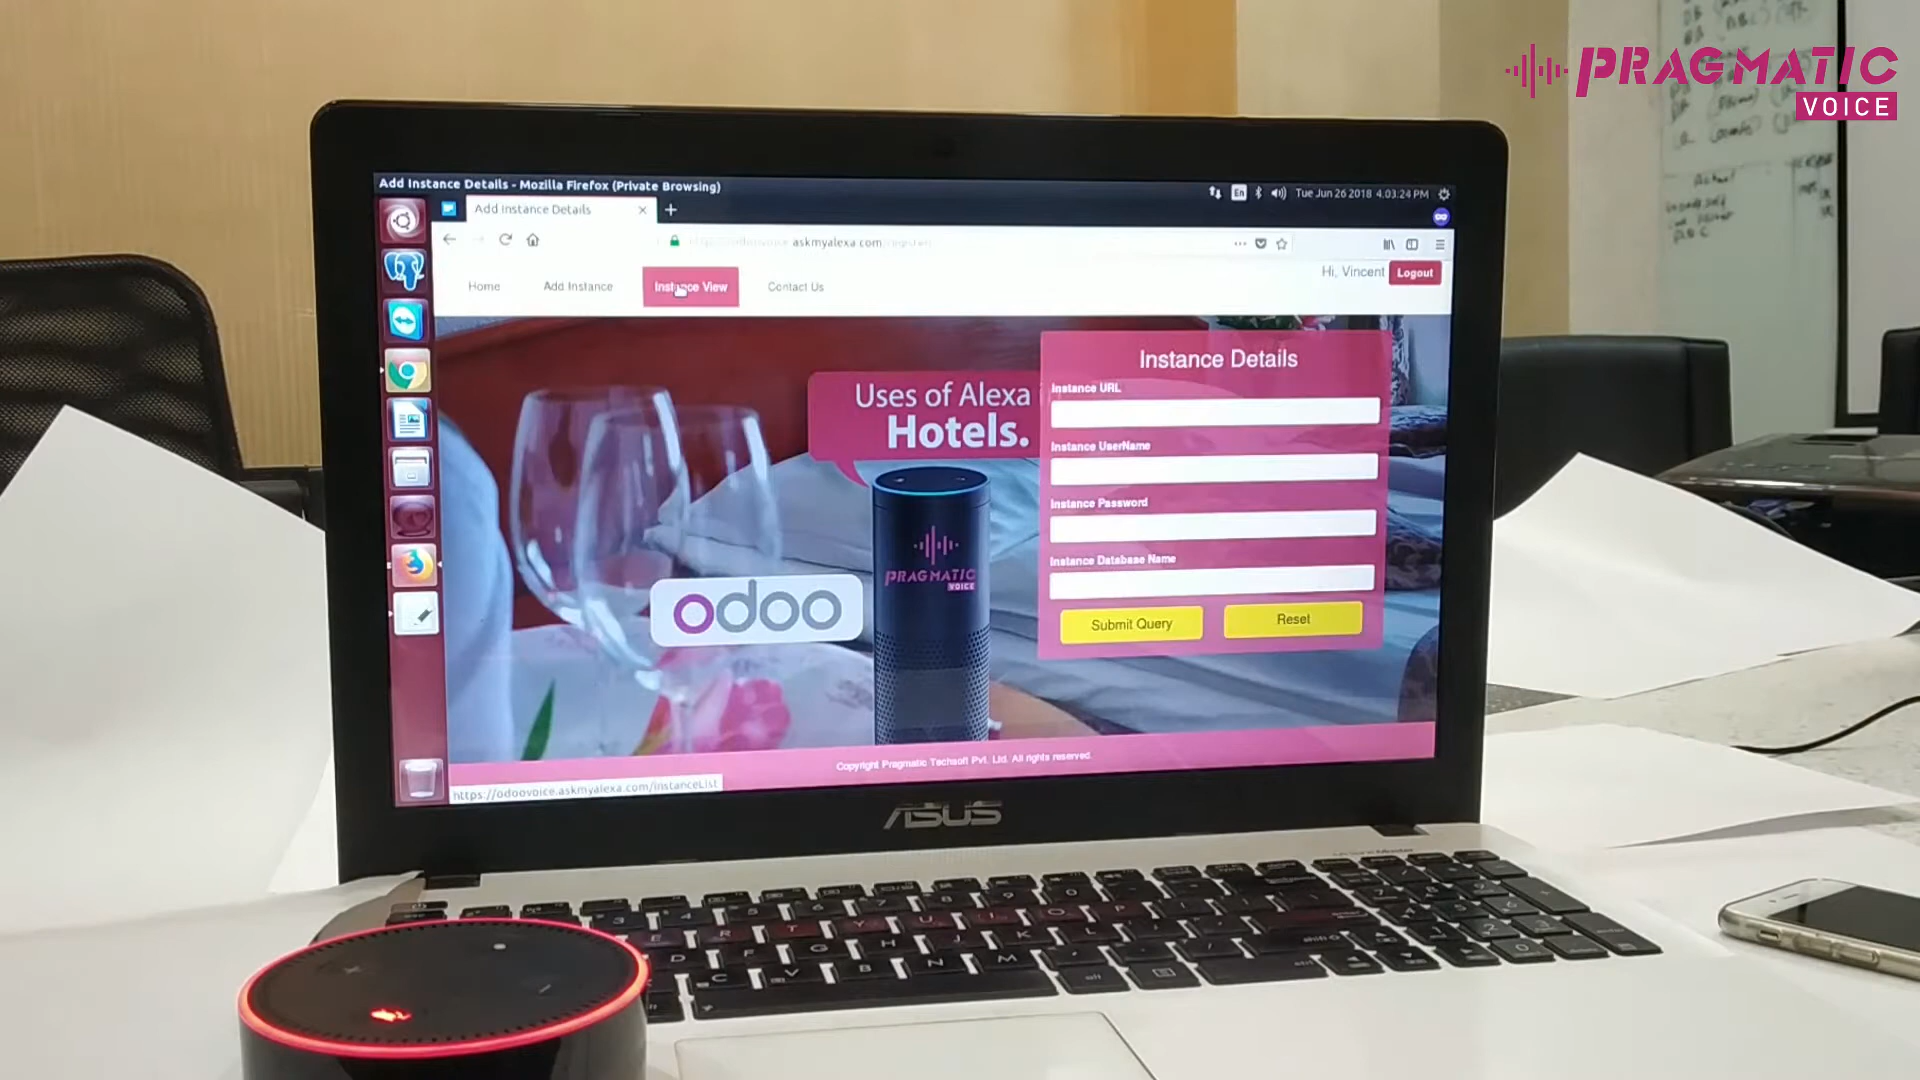 PRAGMATIC
VOICE
Add Instance Details - Mozilla Firefox (Private Browsing)
En
Tue Jun 26 2018 4:03:24 PM
Add Instance Details
askmyalexa.com
Hi, Vincent
Logout
Home
Add Instance
Instance View
Contact Us
Instance Details
Instance URL
Uses of Alexa
Hotels.
Instance UserName
Instance Password
Instance Database Name
PRAGMATIC
VOICE
odoo
Submit Query
Reset
Copyright Pragmatic Techsoft Pvt. Ltd. All rights reserved.
https://odoovoice.askmyalexa.com/instanceList
ASUS